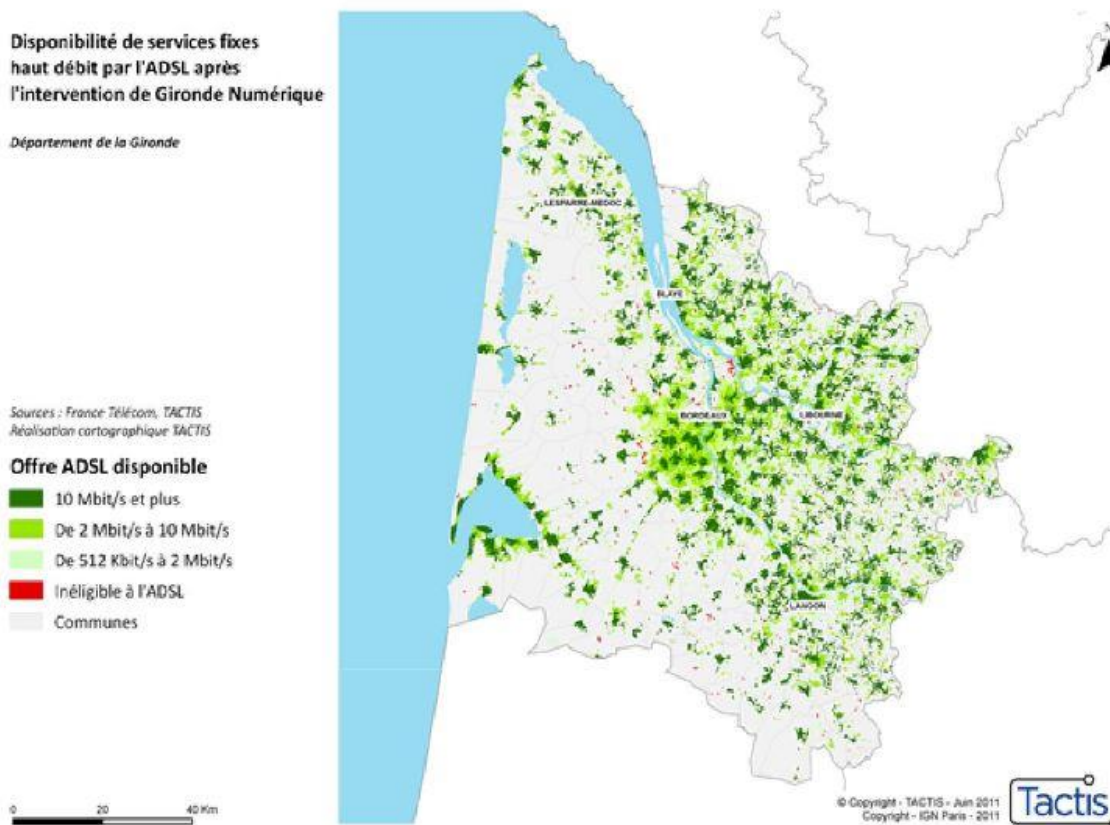 Disponibilité de services fixes
haut débit par l'ADSL après
l'intervention de Gironde Numérique
Département de la Gironde
LESPARRE-MEDOC
BLAYE
BORDEAUX
LIBOURNE
LANGON
Sources : France Télécom, TACTIS
Réalisation cartographique TACTIS
Offre ADSL disponible
10 Mbit/s et plus
De 2 Mbit/s à 10 Mbit/s
De 512 Kbit/s à 2 Mbit/s
Inéligible à l'ADSL
Communes
0 20 40 Km
© Copyright - TACTIS - Juin 2011
Copyright - IGN Paris - 2011
Tactis